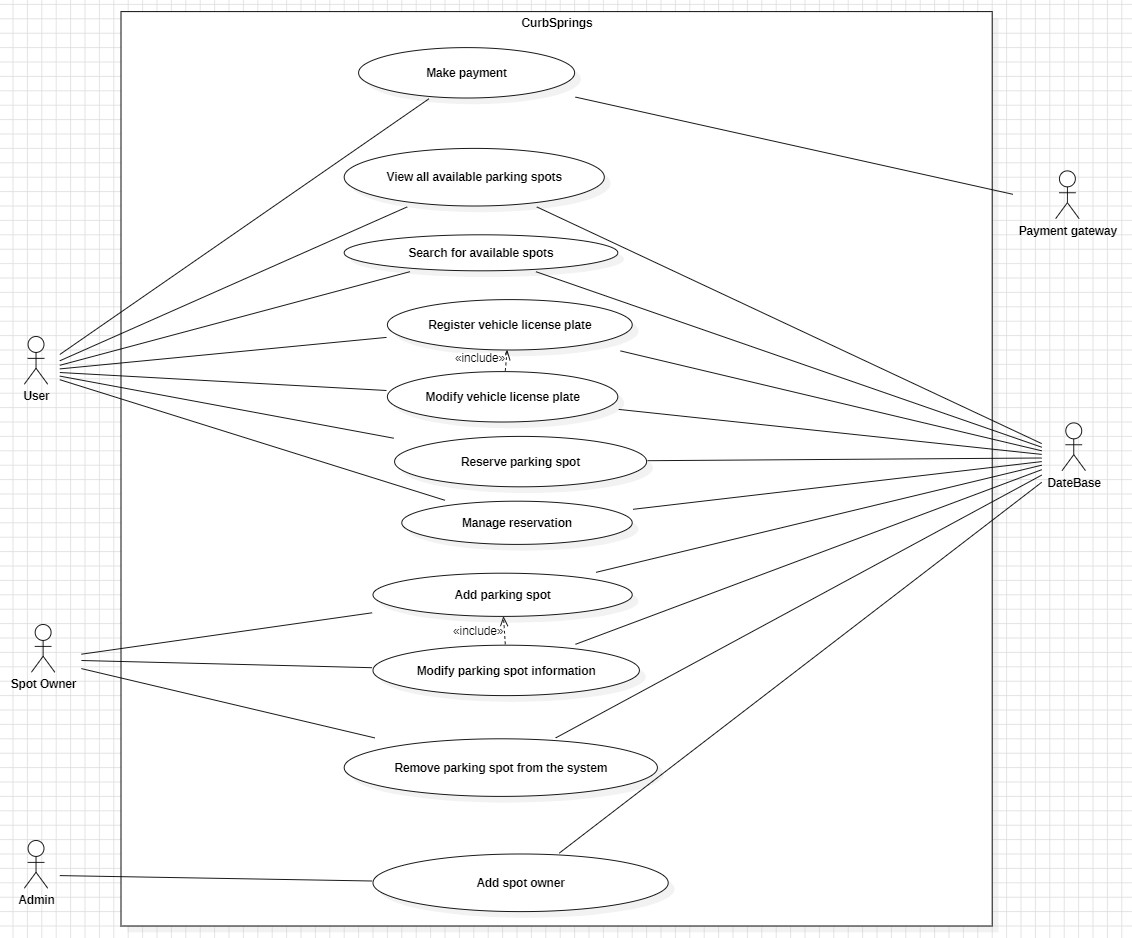 CurbSprings
Make payment
View all available parking spots
Payment gateway
Search for available spots
Register vehicle license plate
«include»
User
Modify vehicle license plate
Reserve parking spot
DateBase
Manage reservation
Add parking spot
«include»
Modify parking spot information
Spot Owner
Remove parking spot from the system
Add spot owner
Admin